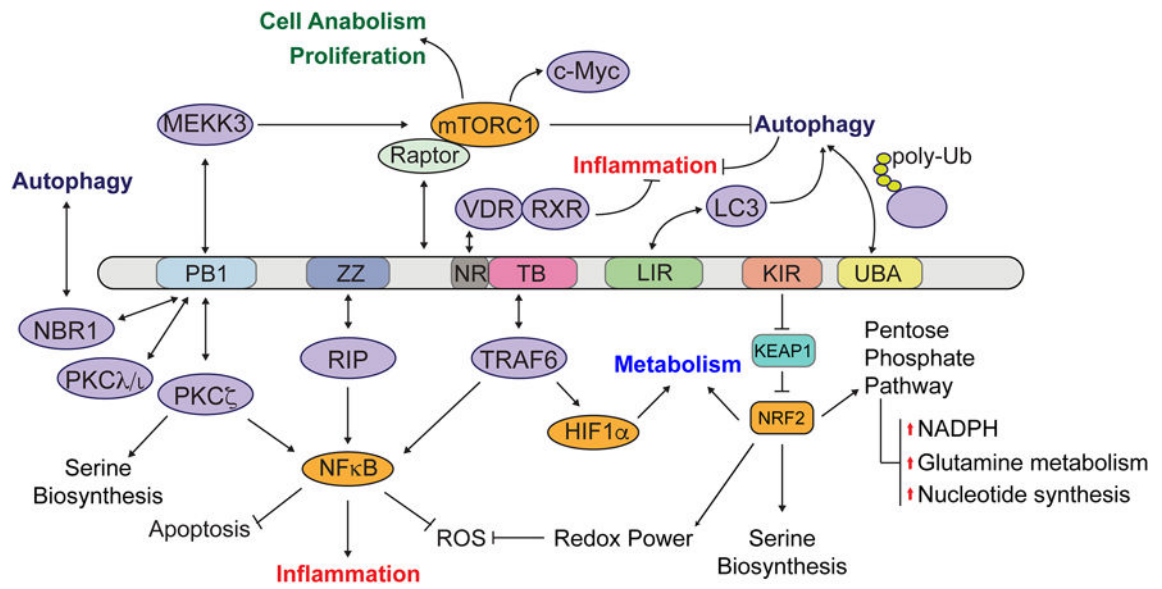 Cell Anabolism
Proliferation
c-Myc
MEKK3
mTORC1
Autophagy
Raptor
Inflammation
poly-Ub
Autophagy
VDR
RXR
LC3
PB1
ZZ
NR
TB
LIR
KIR
UBA
NBR1
RIP
TRAF6
KEAP1
Pentose
Phosphate
Pathway
PKCλ/ι
PKCζ
Metabolism
NRF2
HIF1α
NADPH
Glutamine metabolism
Nucleotide synthesis
Serine
Biosynthesis
NFκB
Apoptosis
ROS
Redox Power
Serine
Biosynthesis
Inflammation